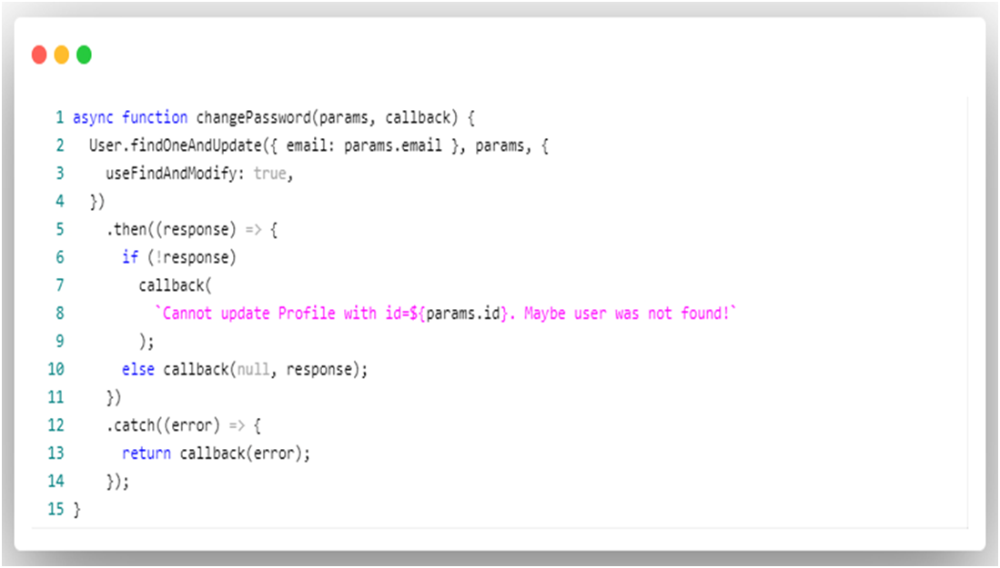 1 async function changePassword(params, callback) {
2 User.findOneAndUpdate({ email: params.email }, params, {
3 useFindAndModify: true,
4 })
5 .then((response) => {
6 if (!response)
7 callback(
8 `Cannot update Profile with id=${params.id}. Maybe user was not found!`
9 );
10 else callback(null, response);
11 })
12 .catch((error) => {
13 return callback(error);
14 });
15 }